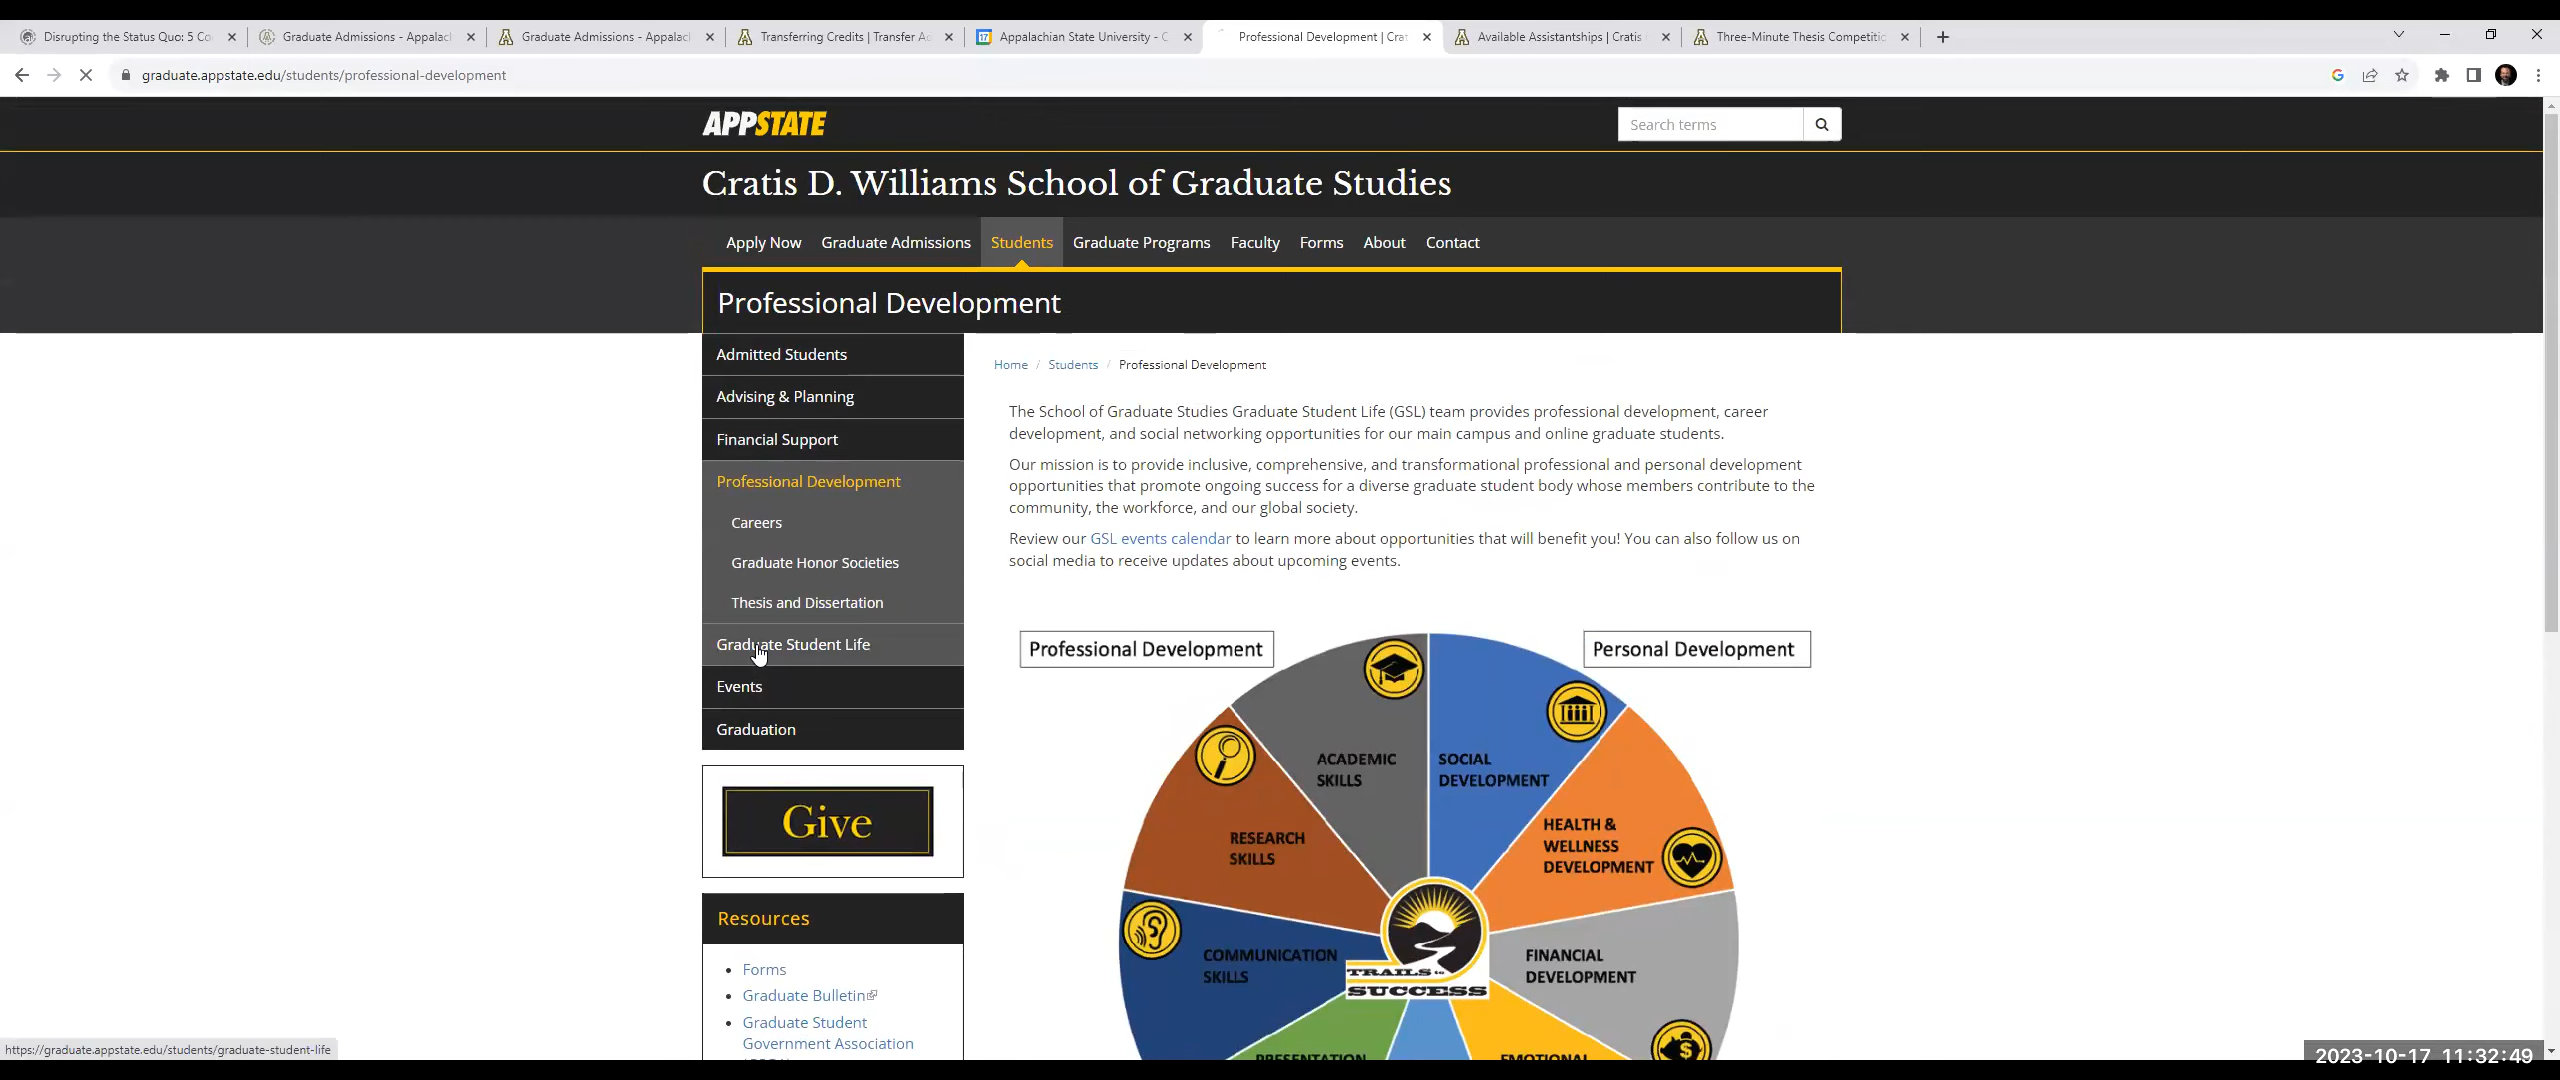 Disrupting the Status Quo: 5 Co
Graduate Admissions - Appalac
Graduate Admissions - Appalacl
Transferring Credits | Transfer A
Appalachian State University - C
Professional Development | Crat
Available Assistantships | Cratis
Three-Minute Thesis Competitic
graduate.appstate.edu/students/professional-development
APPSTATE
Search terms
Cratis D. Williams School of Graduate Studies
Apply Now
Graduate Admissions
Students
Graduate Programs
Faculty
Forms
About
Contact
Professional Development
Admitted Students
Advising & Planning
Financial Support
Professional Development
Careers
Graduate Honor Societies
Thesis and Dissertation
Graduate Student Life
Events
Graduation
Give
Resources
Forms
Graduate Bulletin
Graduate Student
Government Association
Home / Students / Professional Development
The School of Graduate Studies Graduate Student Life (GSL) team provides professional development, career
development, and social networking opportunities for our main campus and online graduate students.
Our mission is to provide inclusive, comprehensive, and transformational professional and personal development
opportunities that promote ongoing success for a diverse graduate student body whose members contribute to the
community, the workforce, and our global society.
Review our GSL events calendar to learn more about opportunities that will benefit you! You can also follow us on
social media to receive updates about upcoming events.
Professional Development
Personal Development
ACADEMIC
SKILLS
SOCIAL
DEVELOPMENT
RESEARCH
SKILLS
HEALTH &
WELLNESS
DEVELOPMENT
COMMUNICATION
SKILLS
FINANCIAL
DEVELOPMENT
TRAILS to
SUCCESS
PRESENTATION
EMOTIONAL
https://graduate.appstate.edu/students/graduate-student-life
2023-10-17 11:32:49